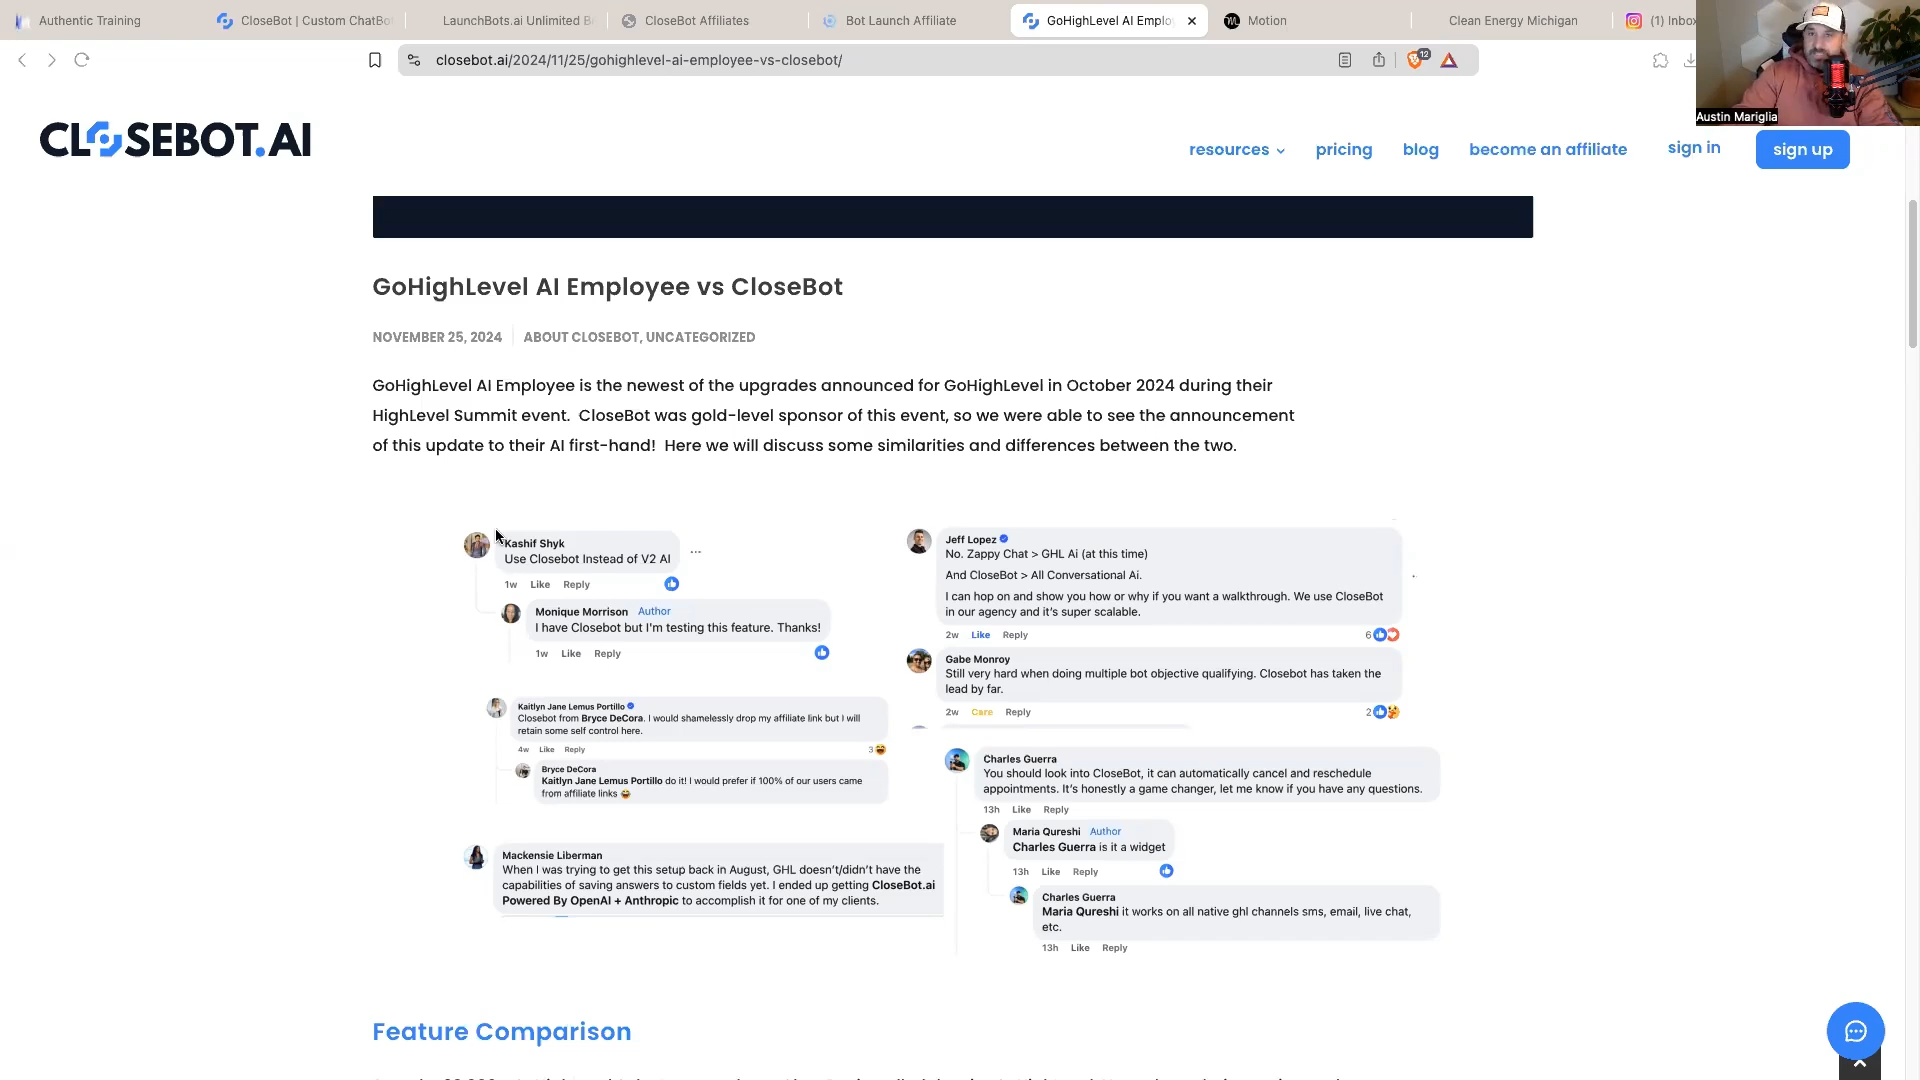 Authentic Training
CloseBot | Custom ChatBo
LaunchBots.ai Unlimited B
CloseBot Affiliates
Bot Launch Affiliate
GoHighLevel AI Emplo
Motion
Clean Energy Michigan
(1) Inbox
closebot.ai/2024/11/25/gohighlevel-ai-employee-vs-closebot/
12
Austin Mariglia
CLOSEBOT.AI
resources
pricing
blog
become an affiliate
sign in
sign up
GoHighLevel AI Employee vs CloseBot
NOVEMBER 25, 2024
ABOUT CLOSEBOT, UNCATEGORIZED
GoHighLevel AI Employee is the newest of the upgrades announced for GoHighLevel in October 2024 during their
HighLevel Summit event. CloseBot was gold-level sponsor of this event, so we were able to see the announcement
of this update to their AI first-hand! Here we will discuss some similarities and differences between the two.
Kashif Shyk
Use Closebot Instead of V2 AI
1w Like Reply
Monique Morrison Author
I have Closebot but I'm testing this feature. Thanks!
1w Like Reply
Kaitlyn Jane Lemus Portillo
Closebot from Bryce DeCora. I would shamelessly drop my affiliate link but I will
retain some self control here.
4w Like Reply 3
Bryce DeCora
Kaitlyn Jane Lemus Portillo do it! I would prefer if 100% of our users came
from affiliate links
Mackensie Liberman
When I was trying to get this setup back in August, GHL doesn't/didn't have the
capabilities of saving answers to custom fields yet. I ended up getting CloseBot.ai
Powered By OpenAI + Anthropic to accomplish it for one of my clients.
Jeff Lopez
No. Zappy Chat > GHL Ai (at this time)
And CloseBot > All Conversational Ai.
I can hop on and show you how or why if you want a walkthrough. We use CloseBot
in our agency and it's super scalable.
2w Like Reply 6
Gabe Monroy
Still very hard when doing multiple bot objective qualifying. Closebot has taken the
lead by far.
2w Care Reply 2
Charles Guerra
You should look into CloseBot, it can automatically cancel and reschedule
appointments. It's honestly a game changer, let me know if you have any questions.
13h Like Reply
Maria Qureshi Author
Charles Guerra is it a widget
13h Like Reply
Charles Guerra
Maria Qureshi it works on all native ghl channels sms, email, live chat,
etc.
13h Like Reply
Feature Comparison